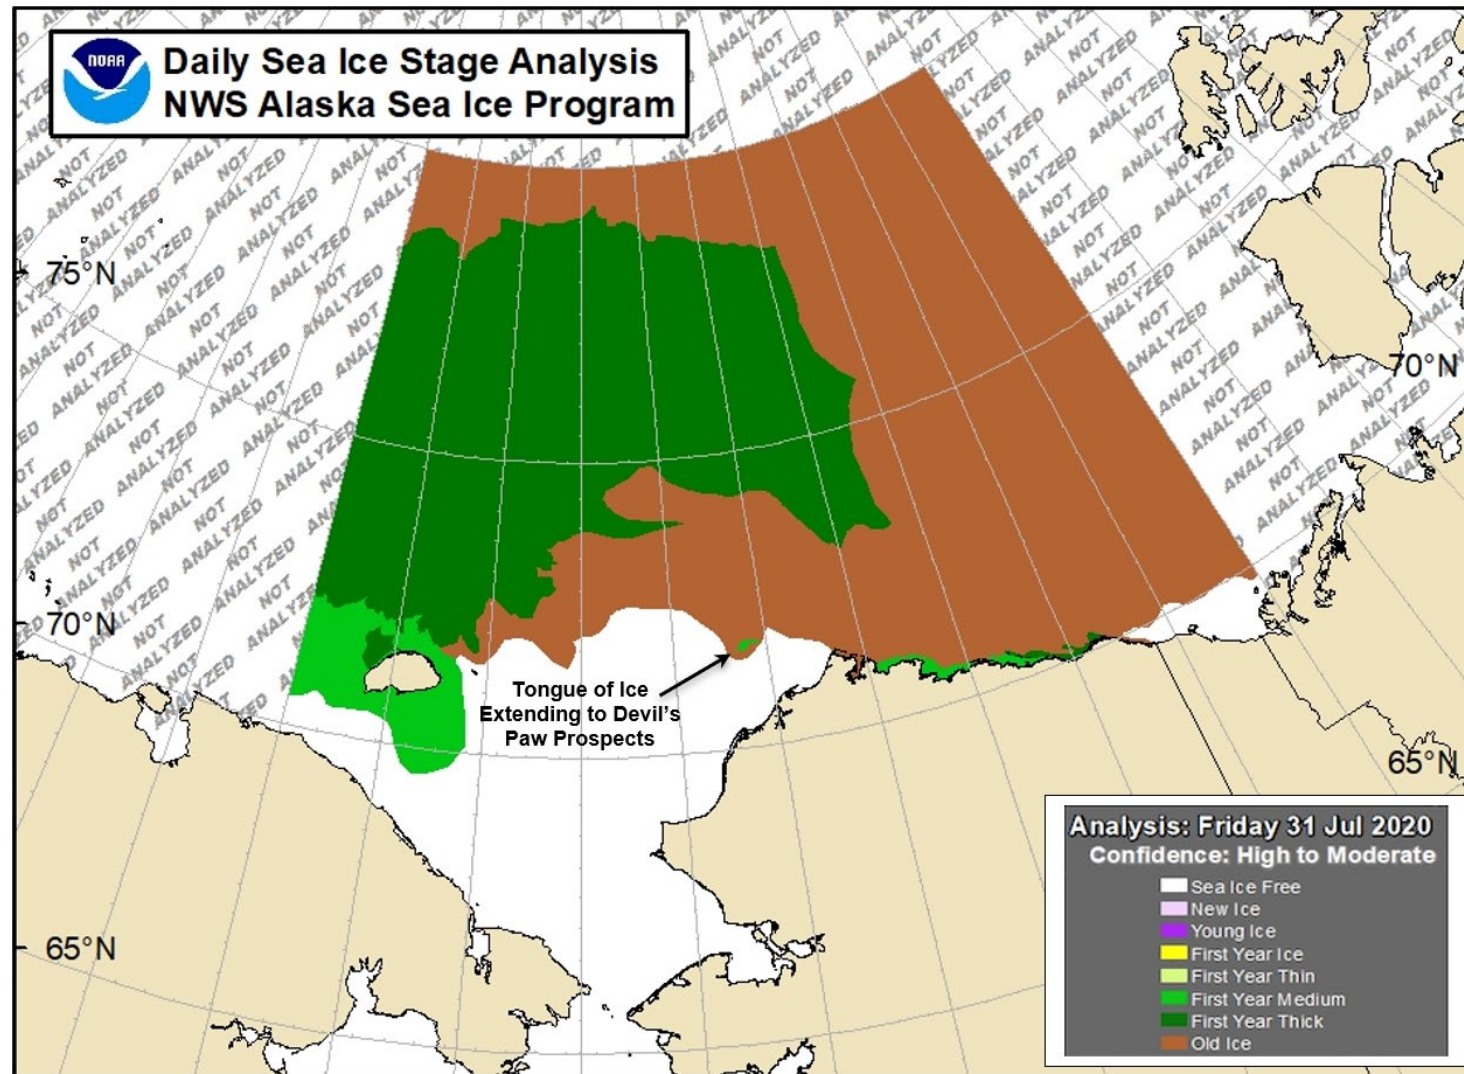 NOAA
Daily Sea Ice Stage Analysis
NWS Alaska Sea Ice Program
NOT ANALYZED
75°N
70°N
70°N
Tongue of Ice
Extending to Devil's
Paw Prospects
65°N
65°N
Analysis: Friday 31 Jul 2020
Confidence: High to Moderate
Sea Ice Free
New Ice
Young Ice
First Year Ice
First Year Thin
First Year Medium
First Year Thick
Old Ice